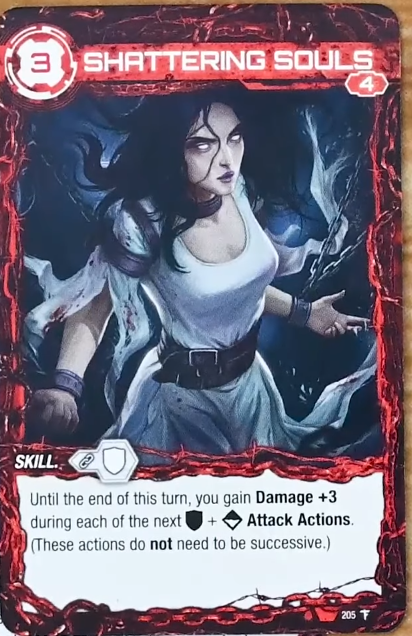 3 SHATTERING SOULS
4
SKILL.
Until the end of this turn, you gain Damage +3
during each of the next + Attack Actions.
(These actions do not need to be successive.)
205